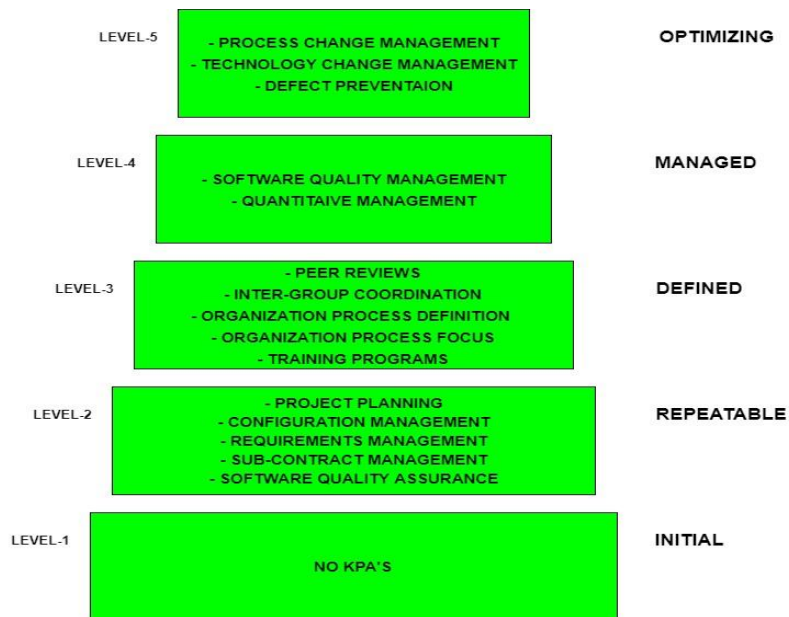 LEVEL-5
- PROCESS CHANGE MANAGEMENT
- TECHNOLOGY CHANGE MANAGEMENT
- DEFECT PREVENTAION
OPTIMIZING
LEVEL-4
- SOFTWARE QUALITY MANAGEMENT
- QUANTITAIVE MANAGEMENT
MANAGED
LEVEL-3
- PEER REVIEWS
- INTER-GROUP COORDINATION
- ORGANIZATION PROCESS DEFINITION
- ORGANIZATION PROCESS FOCUS
- TRAINING PROGRAMS
DEFINED
LEVEL-2
- PROJECT PLANNING
- CONFIGURATION MANAGEMENT
- REQUIREMENTS MANAGEMENT
- SUB-CONTRACT MANAGEMENT
- SOFTWARE QUALITY ASSURANCE
REPEATABLE
LEVEL-1
NO KPA'S
INITIAL